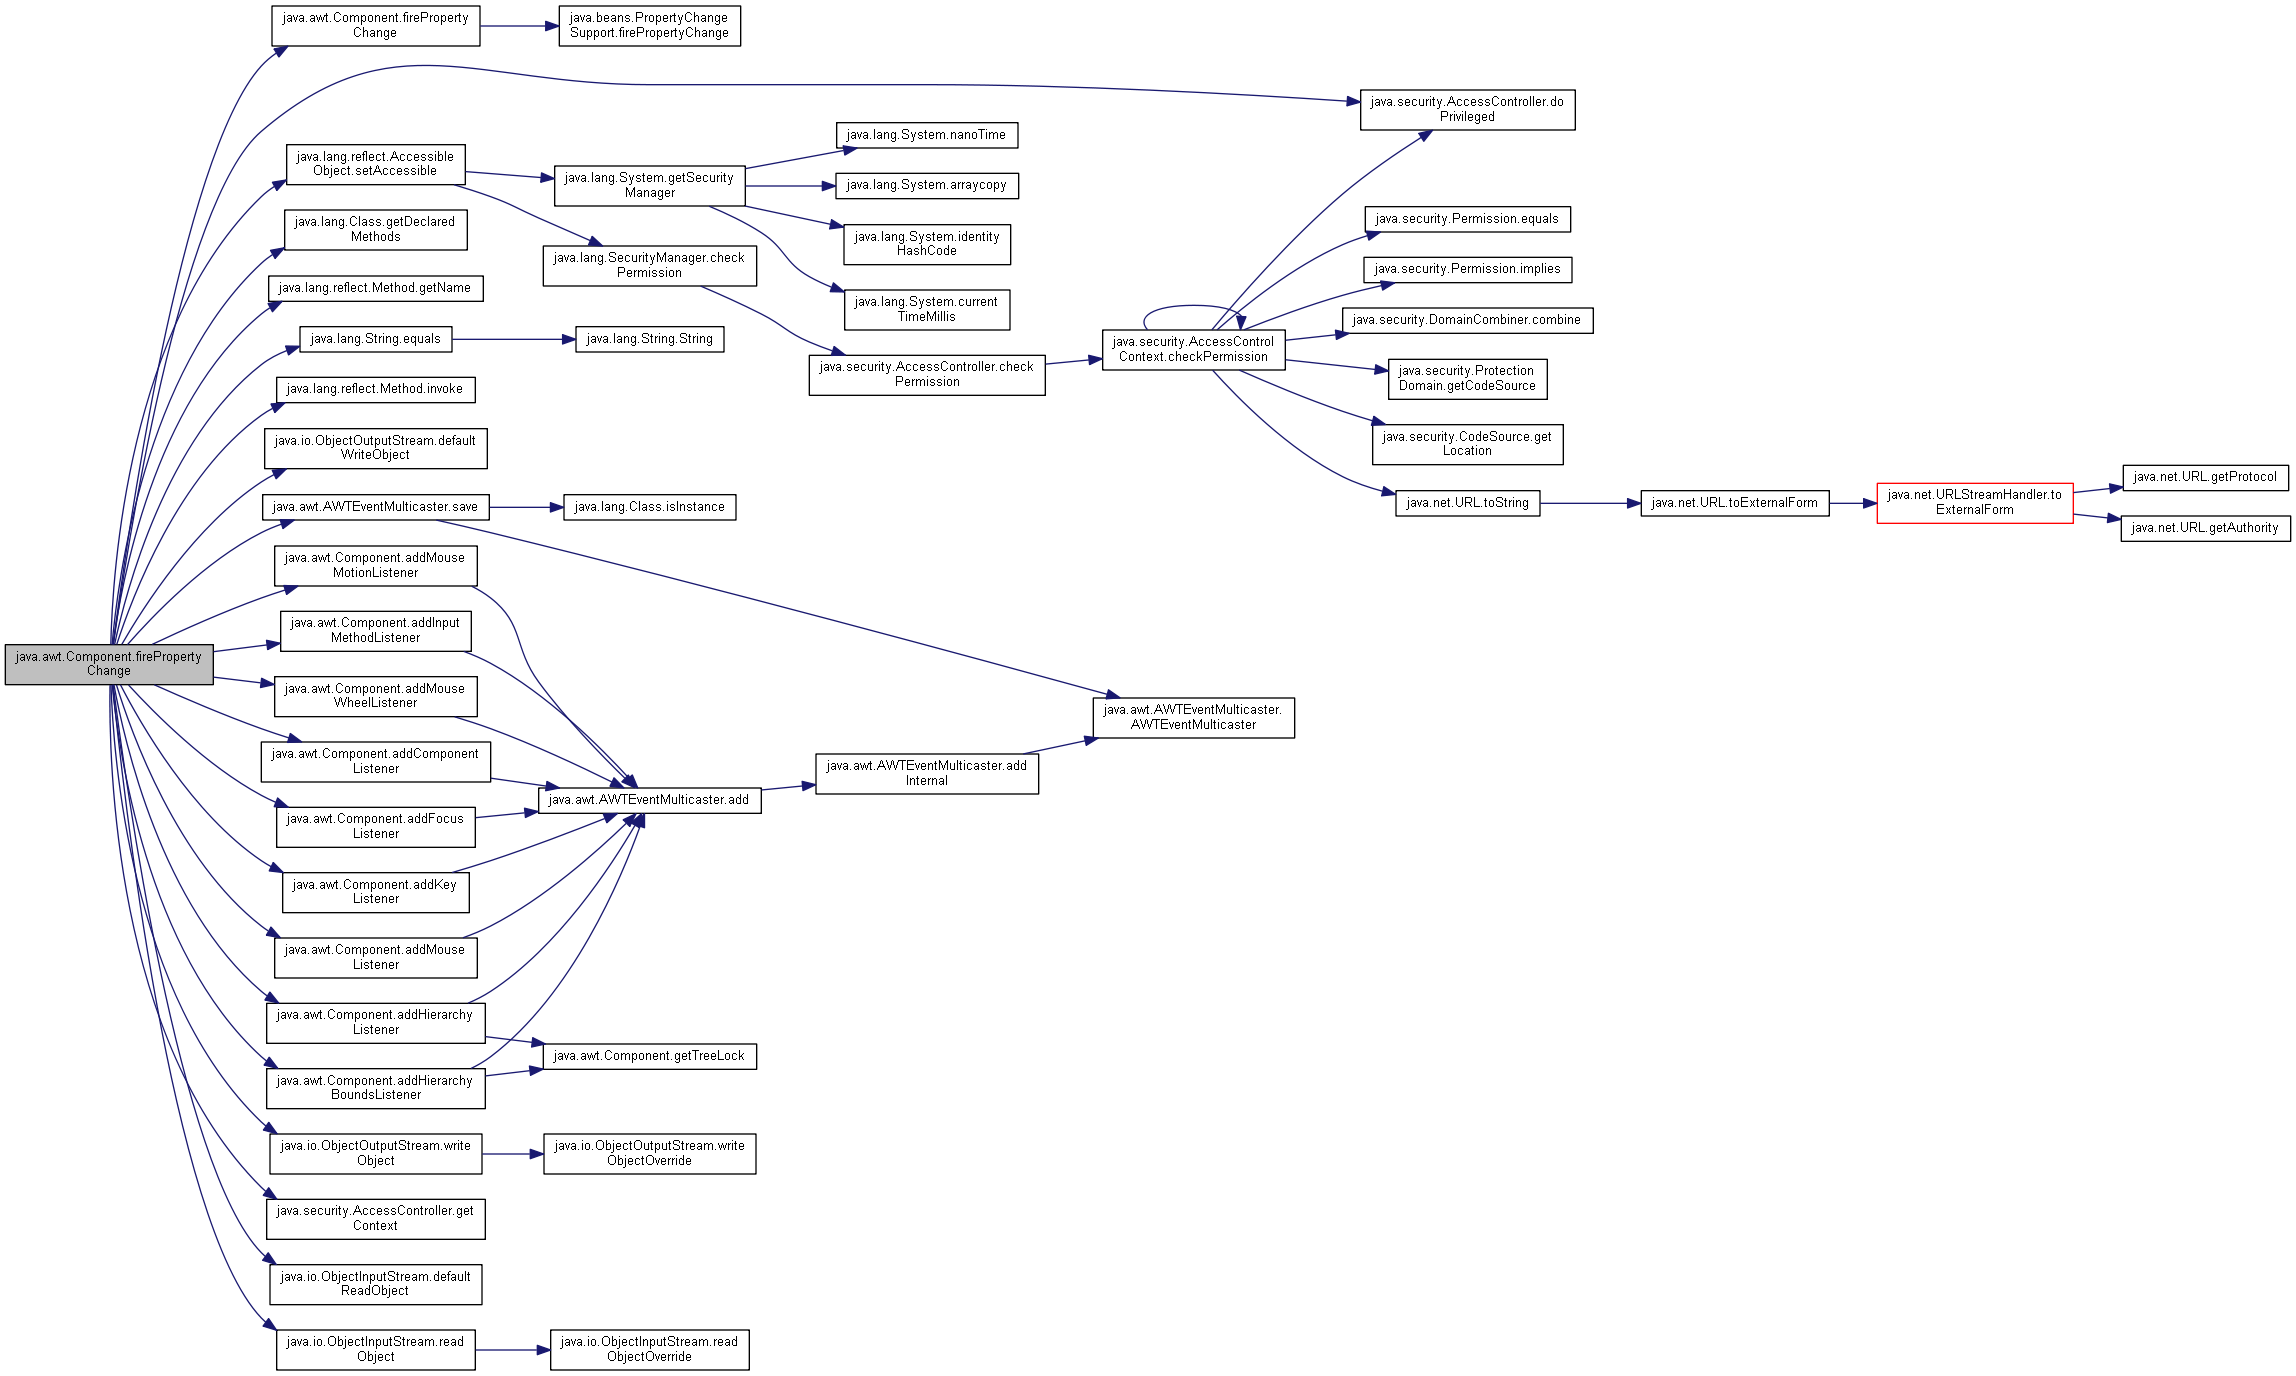 java.awt.Component.fireProperty
Change
java.beans.PropertyChange
Support.firePropertyChange
java.security.AccessController.do
Privileged
java.lang.reflect.Accessible
Object.setAccessible
java.lang.System.getSecurity
Manager
java.lang.System.nanoTime
java.lang.System.arraycopy
java.lang.System.identity
HashCode
java.lang.System.current
TimeMillis
java.lang.Class.getDeclared
Methods
java.lang.SecurityManager.check
Permission
java.lang.reflect.Method.getName
java.lang.String.equals
java.lang.String.String
java.security.AccessController.check
Permission
java.security.AccessControl
Context.checkPermission
java.security.Permission.equals
java.security.Permission.implies
java.security.DomainCombiner.combine
java.security.Protection
Domain.getCodeSource
java.security.CodeSource.get
Location
java.net.URL.toString
java.net.URL.toExternalForm
java.net.URLStreamHandler.to
ExternalForm
java.net.URL.getProtocol
java.net.URL.getAuthority
java.lang.reflect.Method.invoke
java.io.ObjectOutputStream.default
WriteObject
java.awt.AWTEventMulticaster.save
java.lang.Class.isInstance
java.awt.Component.addMouse
MotionListener
java.awt.Component.addInput
MethodListener
java.awt.Component.fireProperty
Change
java.awt.Component.addMouse
WheelListener
java.awt.AWTEventMulticaster.
AWTEventMulticaster
java.awt.Component.addComponent
Listener
java.awt.AWTEventMulticaster.add
Internal
java.awt.AWTEventMulticaster.add
java.awt.Component.addFocus
Listener
java.awt.Component.addKey
Listener
java.awt.Component.addMouse
Listener
java.awt.Component.addHierarchy
Listener
java.awt.Component.getTreeLock
java.awt.Component.addHierarchy
BoundsListener
java.io.ObjectOutputStream.write
Object
java.io.ObjectOutputStream.write
ObjectOverride
java.security.AccessController.get
Context
java.io.ObjectInputStream.default
ReadObject
java.io.ObjectInputStream.read
Object
java.io.ObjectInputStream.read
ObjectOverride